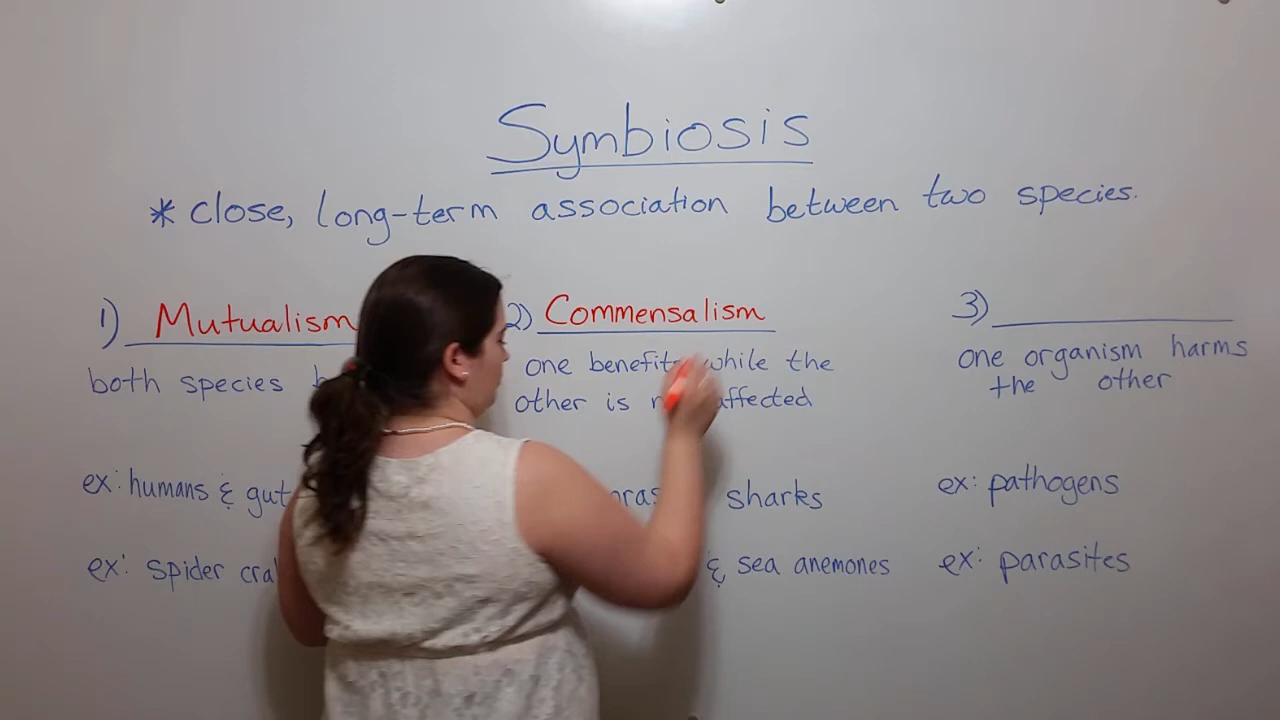 Symbiosis
* close, long-term association between two species.
1) Mutualism
both species
ex: humans & gut
ex: spider
2) Commensalism
one benefits while the
other is affected
sharks
& sea anemones
3)
one organism harms
the other
ex: pathogens
ex: parasites